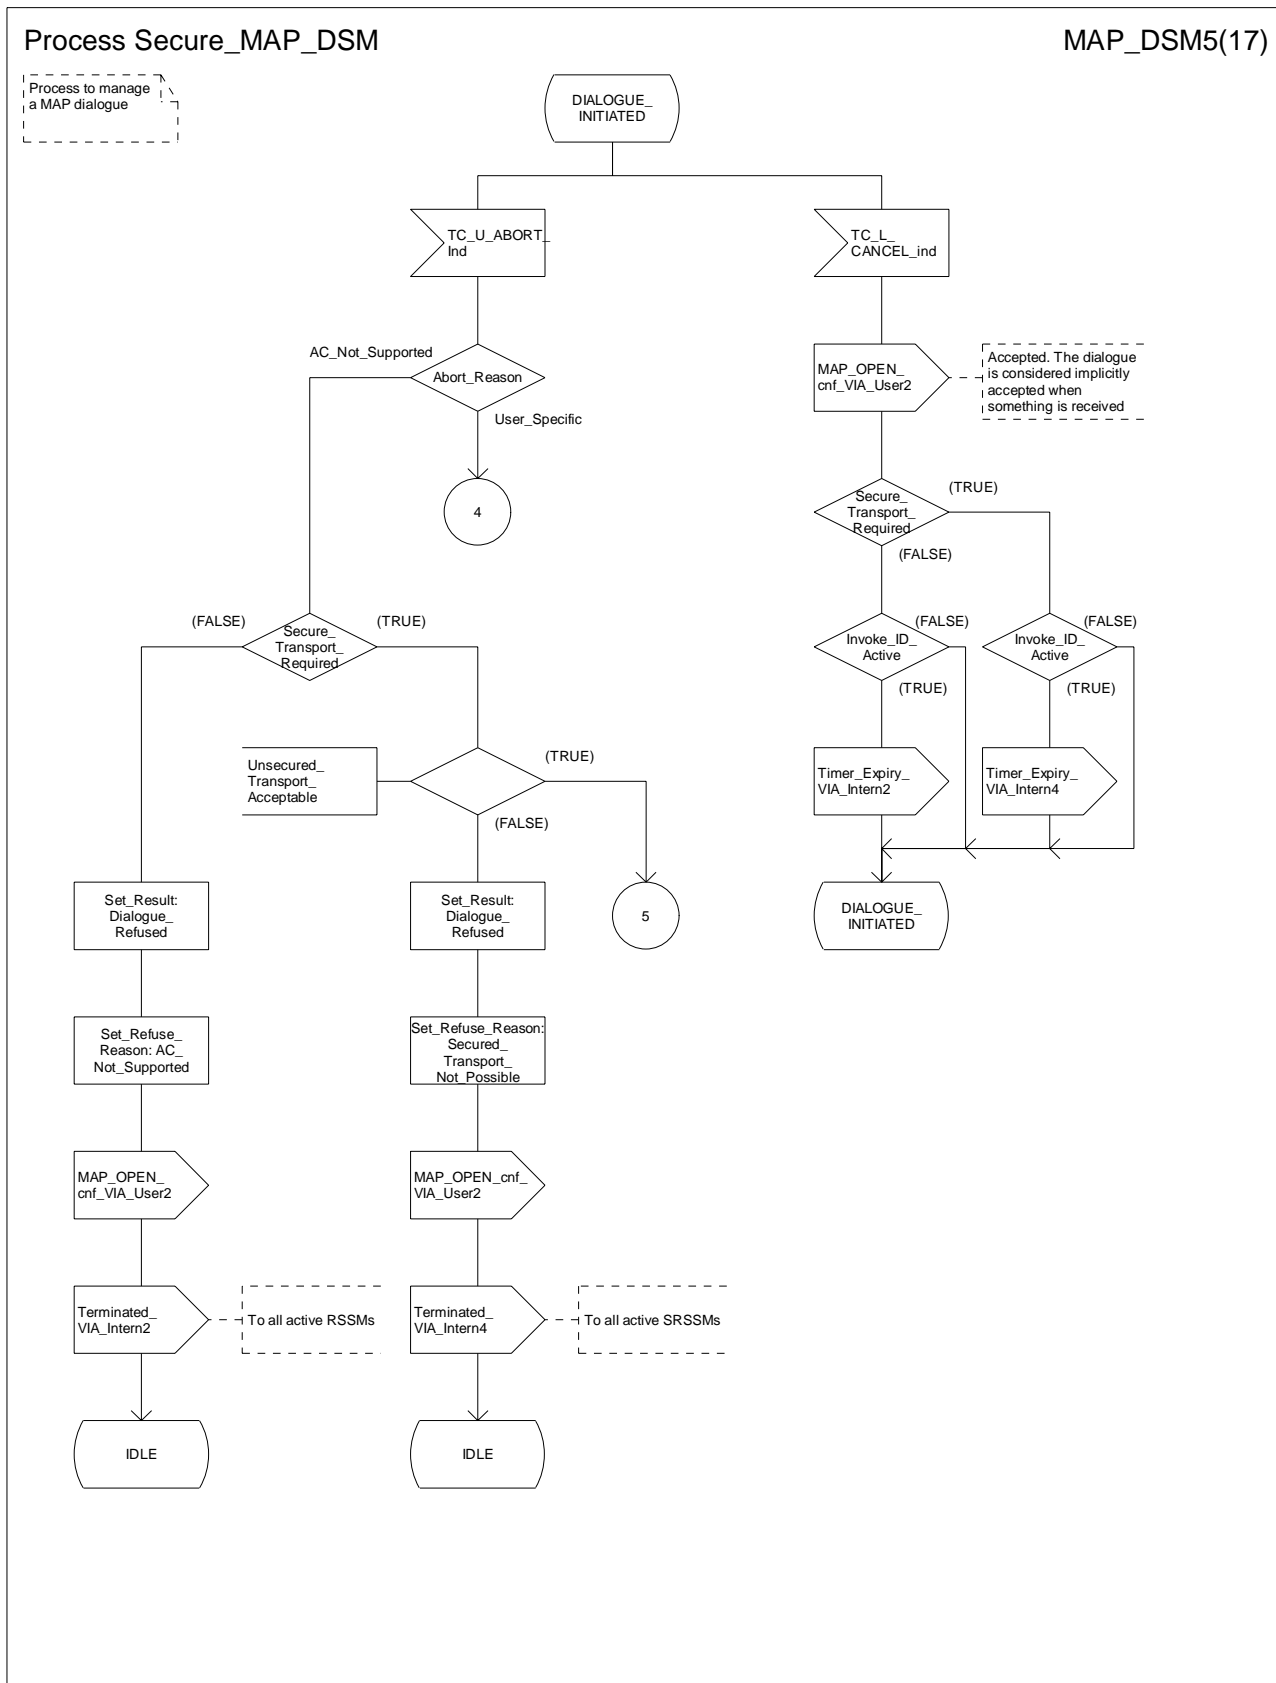 Process Secure_MAP_DSM
MAP_DSM5(17)
Process to manage
a MAP dialogue
DIALOGUE_
INITIATED
TC_U_ABORT_
Ind
TC_L_
CANCEL_ind
AC_Not_Supported
Abort_Reason
User_Specific
4
MAP_OPEN_
cnf_VIA_User2
Accepted. The dialogue
is considered implicitly
accepted when
something is received
Secure_
Transport_
Required
(TRUE)
(FALSE)
(FALSE)
Secure_
Transport_
Required
(TRUE)
Invoke_ID_
Active
(FALSE)
(TRUE)
Invoke_ID_
Active
(FALSE)
(TRUE)
Unsecured_
Transport_
Acceptable
(TRUE)
(FALSE)
Timer_Expiry_
VIA_Intern2
Timer_Expiry_
VIA_Intern4
Set_Result:
Dialogue_
Refused
Set_Result:
Dialogue_
Refused
5
DIALOGUE_
INITIATED
Set_Refuse_
Reason: AC_
Not_Supported
Set_Refuse_Reason:
Secured_
Transport_
Not_Possible
MAP_OPEN_
cnf_VIA_User2
MAP_OPEN_cnf_
VIA_User2
Terminated_
VIA_Intern2
To all active RSSMs
Terminated_
VIA_Intern4
To all active SRSSMs
IDLE
IDLE